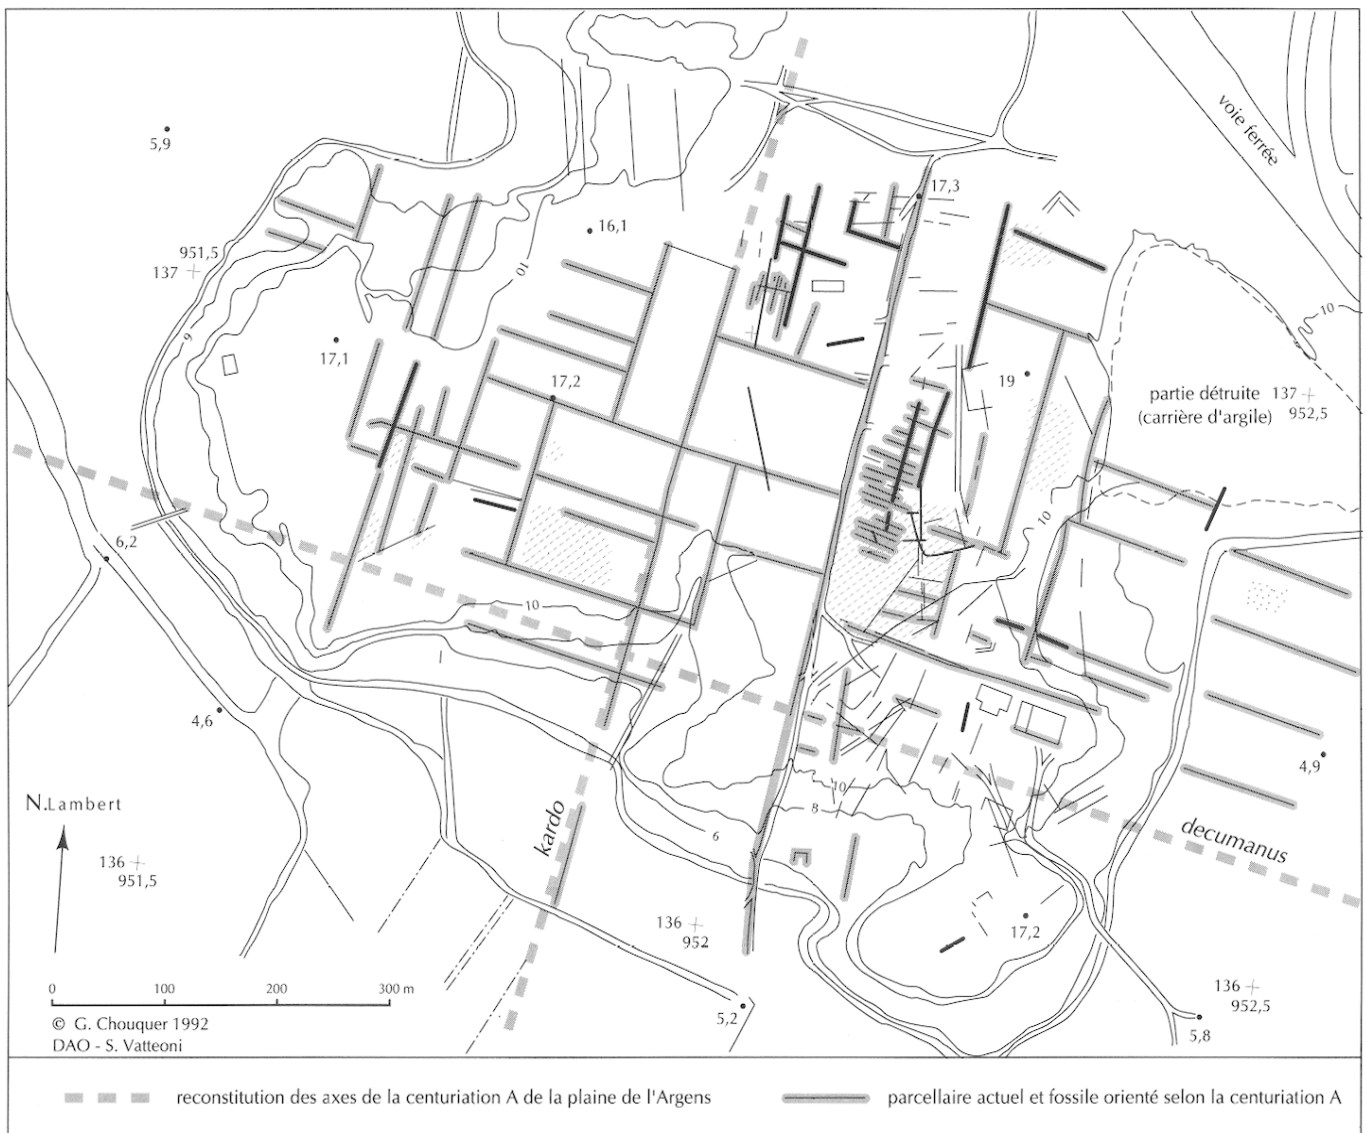 voie ferrée
5,9
17,3
16,1
951,5
137
10
10
9
17,1
17,2
19
partie détruite
(carrière d'argile)
137
952,5
10
6,2
10
4,6
4,9
10
8
6
kardo
decumanus
N.Lambert
136
951,5
136
952
17,2
136
952,5
0 100 200 300 m
5,2
5,8
© G. Chouquer 1992
DAO - S. Vatteoni
reconstitution des axes de la centuriation A de la plaine de l'Argens
parcellaire actuel et fossile orienté selon la centuriation A